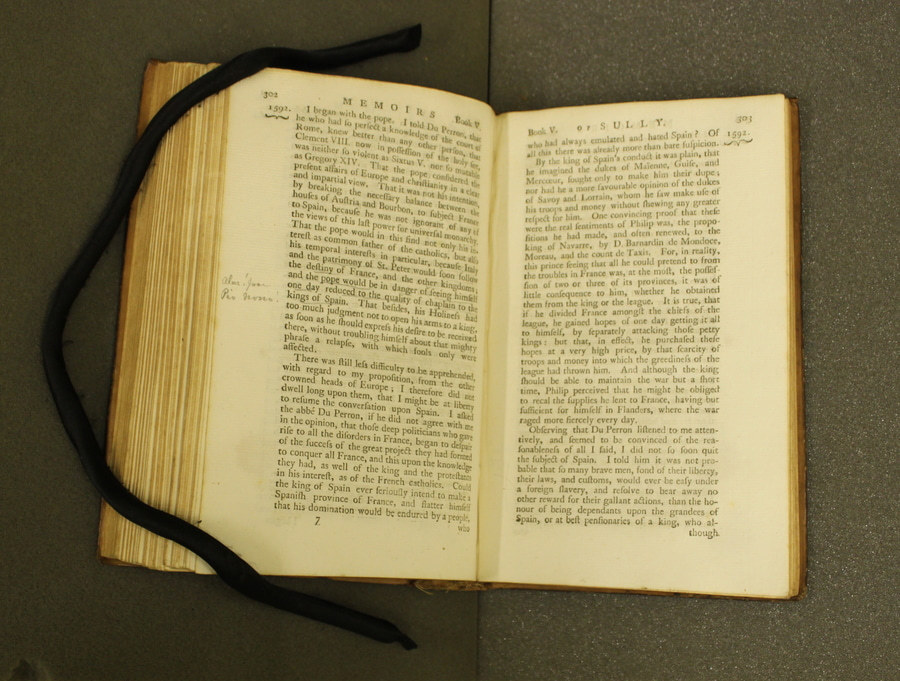 302
MEMOIRS
Book V.
1592.
I began with the pope. I told Du Perron, that
he who had so perfect a knowledge of the court of
Rome, knew better than any other person, that
Clement VIII. now in possession of the holy see,
was neither so violent as Sixtus V. nor so mutable
as Gregory XIV. That the pope considered the
present affairs of Europe and christianity in a clear
and impartial view. That it was not his intention,
by breaking the necessary balance between the
houses of Austria and Bourbon, to subject France
to Spain, because he was not ignorant of any of
the views of this last power for universal monarchy.
That the pope would in this find not only his in-
terest as common father of the catholics, but also
his temporal interests in particular, because Italy
and the patrimony of St. Peter would soon follow
the destiny of France, and the other kingdoms;
and the pope would be in danger of seeing himself
one day reduced to the quality of chaplain to the
kings of Spain. That besides, his Holiness had
too much judgment not to open his arms to a king,
as soon as he should express his desire to be received
there, without troubling himself about that mighty
phrase a relapse, with which fools only were
affected.
There was still less difficulty to be apprehended,
with regard to my proposition, from the other
crowned heads of Europe; I therefore did not
dwell long upon them, that I might be at liberty
to resume the conversation upon Spain. I asked
the abbé Du Perron, if he did not agree with me
in the opinion, that those deep politicians who gave
rise to all the disorders in France, began to despair
of the success of the great project they had formed
to conquer all France, and this upon the knowledge
they had, as well of the king and the protestants
in his interest, as of the French catholics. Could
the king of Spain ever seriously intend to make a
Spanish province of France, and flatter himself
that his domination would be endured by a people,
7
who
Book V.
OF SULLY.
303
1592.
who had always emulated and hated Spain? Of
all this there was already more than bare suspicion.
By the king of Spain's conduct it was plain, that
he imagined the dukes of Maïenne, Guise, and
Mercœur, sought only to make him their dupe;
nor had he a more favourable opinion of the dukes
of Savoy and Lorrain, whom he saw make use of
his troops and money without shewing any greater
respect for him. One convincing proof that these
were the real sentiments of Philip was, the propo-
sitions he had made, and often renewed, to the
king of Navarre, by D. Barnardin de Mondoce,
Moreau, and the count de Taxis. For, in reality,
this prince seeing that all he could pretend to from
the troubles in France was, at the most, the posses-
sion of two or three of its provinces, it was of
little consequence to him, whether he obtained
them from the king or the league. It is true, that
if he divided France amongst the chiefs of the
league, he gained hopes of one day getting it all
to himself, by separately attacking those petty
kings: but that, in effect, he purchased these
hopes at a very high price, by that scarcity of
troops and money into which the greediness of the
league had thrown him. And although the king
should be able to maintain the war but a short
time, Philip perceived that he might be obliged
to recal the supplies he lent to France, having but
sufficient for himself in Flanders, where the war
raged more fiercely every day.
Observing that Du Perron listened to me atten-
tively, and seemed to be convinced of the rea-
sonableness of all I said, I did not so soon quit
the subject of Spain. I told him it was not pro-
bable that so many brave men, fond of their liberty,
their laws, and customs, would ever be easy under
a foreign slavery, and resolve to hear away no
other reward for their gallant actions, than the ho-
nour of being dependants upon the grandees of
Spain, or at best pensionaries of a king, who al-
though.